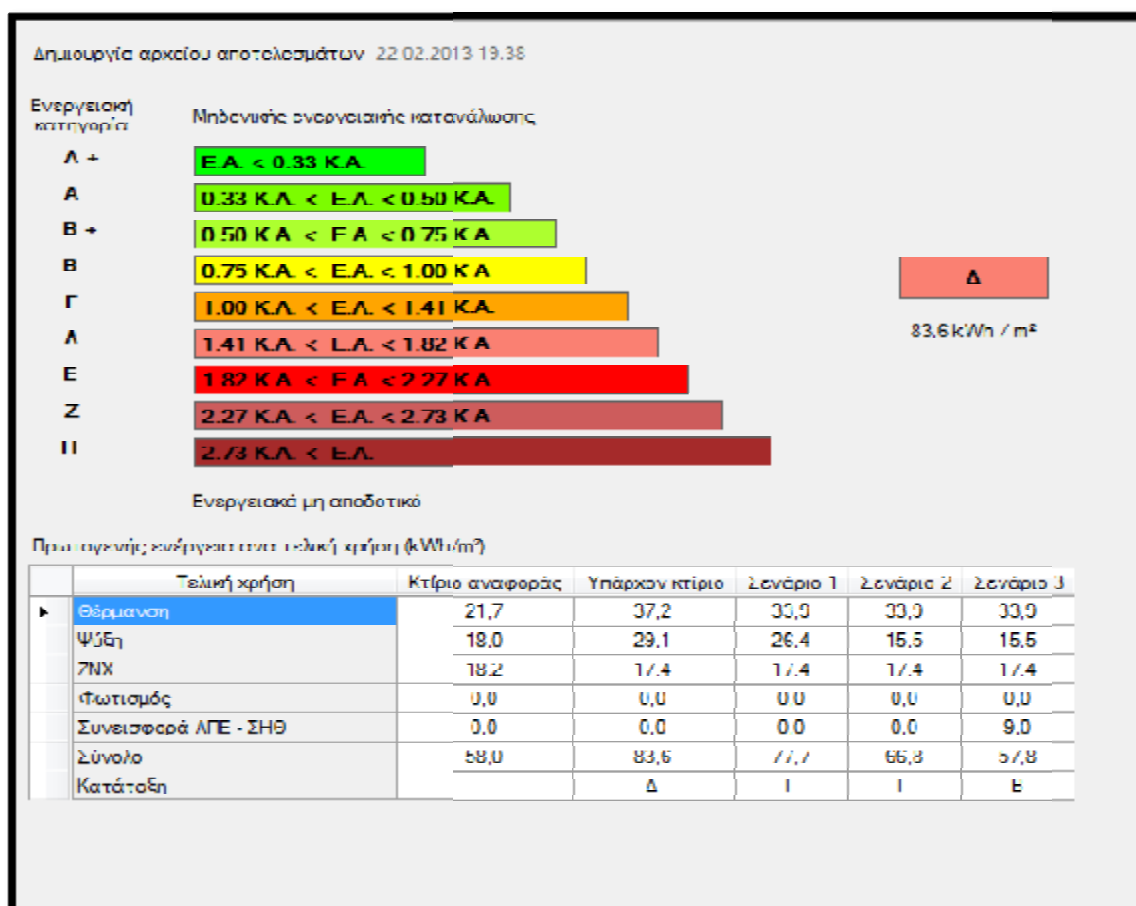 Δημιουργία αρχείου αποτελεσμάτων 22.02.2013 19:38
Ενεργειακή κατηγορία
Μηδενικής ενεργειακής κατανάλωσης
Α + Ε.Α. < 0.33 Κ.Α.
Α 0.33 Κ.Α. < Ε.Α. < 0.50 Κ.Α.
Β + 0.50 Κ.Α. < Ε.Α. < 0.75 Κ.Α.
Β 0.75 Κ.Α. < Ε.Α. < 1.00 Κ.Α.
Γ 1.00 Κ.Α. < Ε.Α. < 1.41 Κ.Α.
Δ 1.41 Κ.Α. < Ε.Α. < 1.82 Κ.Α.
Ε 1.82 Κ.Α. < Ε.Α. < 2.27 Κ.Α.
Ζ 2.27 Κ.Α. < Ε.Α. < 2.73 Κ.Α.
Η 2.73 Κ.Α. < Ε.Α.
Δ
83,6 kWh / m²
Ενεργειακά μη αποδοτικό
Πρωτογενής ενέργεια ανά τελική χρήση (kWh/m²)
Τελική χρήση Κτίριο αναφοράς Υπάρχον κτίριο Σενάριο 1 Σενάριο 2 Σενάριο 3
Θέρμανση 21,7 37,2 33,9 33,9 33,9
Ψύξη 18,0 29,1 26,4 15,5 15,5
ΖΝΧ 18,2 17,4 17,4 17,4 17,4
Φωτισμός 0,0 0,0 0,0 0,0 0,0
Συνεισφορά ΑΠΕ - ΣΗΘ 0,0 0,0 0,0 0,0 9,0
Σύνολο 58,0 83,6 77,7 66,8 57,8
Κατάταξη Δ Γ Γ Β